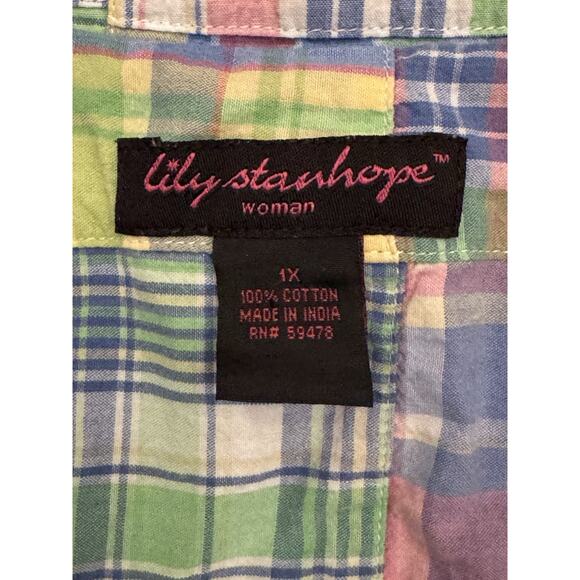 lily stanhope™
woman
1X
100% COTTON
MADE IN INDIA
RN# 59478